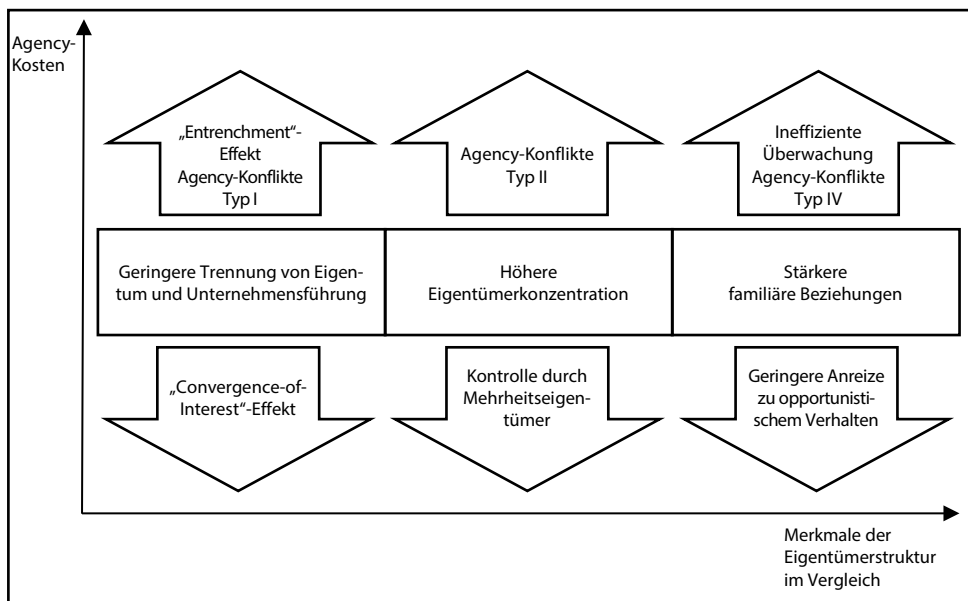 Agency-
Kosten
„Entrenchment“-
Effekt
Agency-Konflikte
Typ I
Agency-Konflikte
Typ II
Ineffiziente
Überwachung
Agency-Konflikte
Typ IV
Geringere Trennung von Eigen-
tum und Unternehmensführung
Höhere
Eigentümerkonzentration
Stärkere
familiäre Beziehungen
„Convergence-of-
Interest“-Effekt
Kontrolle durch
Mehrheitseigen-
tümer
Geringere Anreize
zu opportunisti-
schem Verhalten
Merkmale der
Eigentümerstruktur
im Vergleich